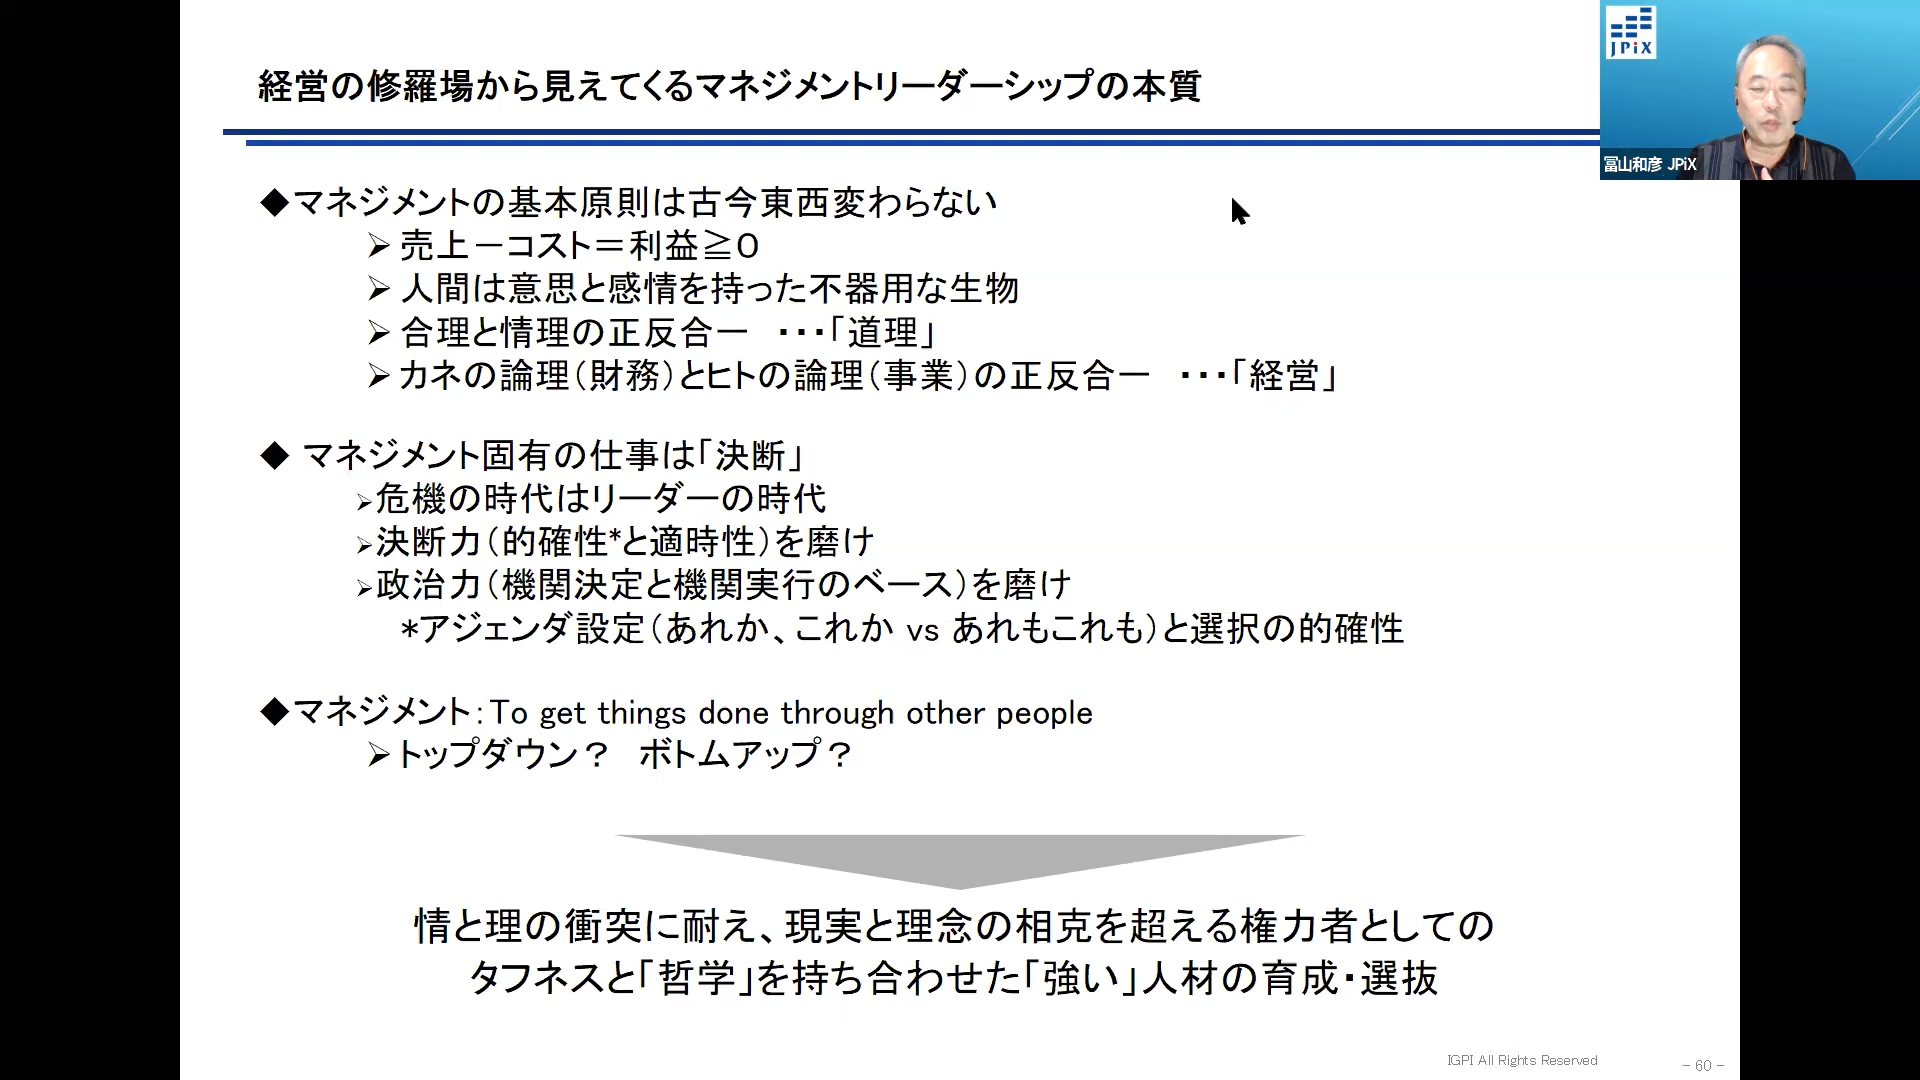 経営の修羅場から見えてくるマネジメントリーダーシップの本質
JPiX
冨山和彦 JPiX
◆マネジメントの基本原則は古今東西変わらない
➢売上－コスト＝利益≧０
➢人間は意思と感情を持った不器用な生物
➢合理と情理の正反合一　・・・「道理」
➢カネの論理（財務）とヒトの論理（事業）の正反合一　・・・「経営」
◆ マネジメント固有の仕事は「決断」
➢危機の時代はリーダーの時代
➢決断力（的確性*と適時性）を磨け
➢政治力（機関決定と機関実行のベース）を磨け
*アジェンダ設定（あれか、これか vs あれもこれも）と選択の的確性
◆マネジメント：To get things done through other people
➢トップダウン？　ボトムアップ？
情と理の衝突に耐え、現実と理念の相克を超える権力者としての
タフネスと「哲学」を持ち合わせた「強い」人材の育成・選抜
IGPI All Rights Reserved
- 60 -